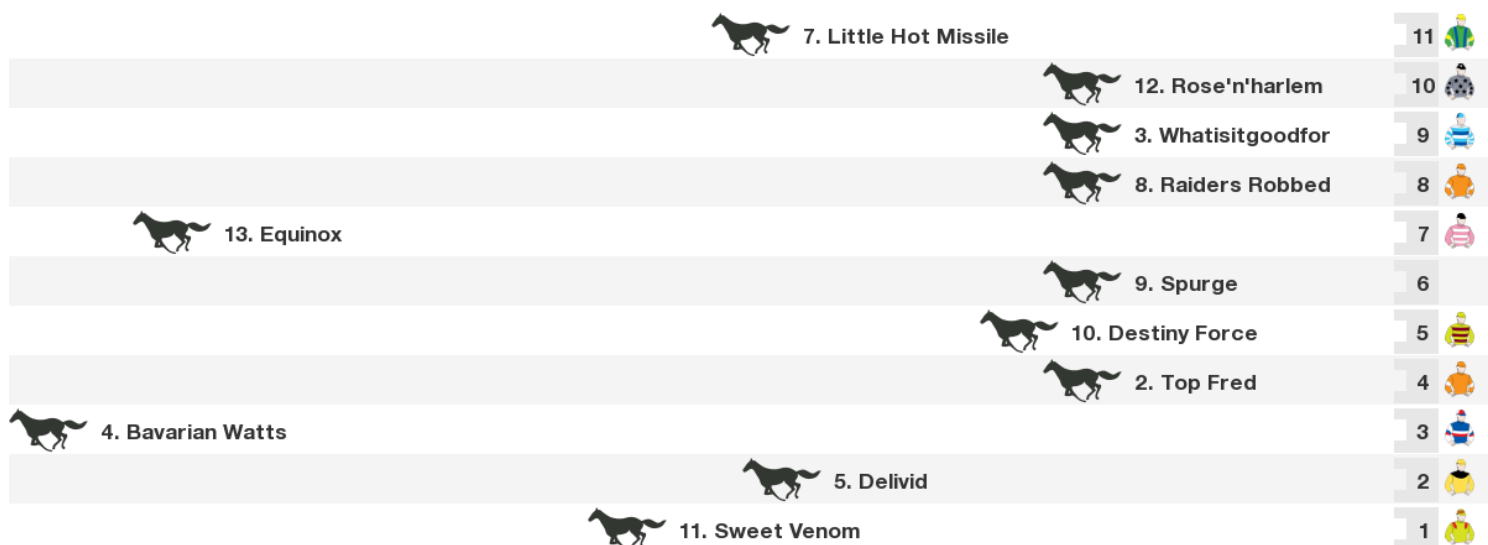 7. Little Hot Missile 11
12. Rose'n'harlem 10
3. Whatisitgoodfor 9
8. Raiders Robbed 8
13. Equinox 7
9. Spurge 6
10. Destiny Force 5
2. Top Fred 4
4. Bavarian Watts 3
5. Delivid 2
11. Sweet Venom 1